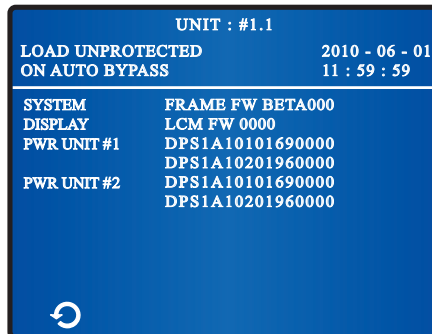 UNIT : #1.1
LOAD UNPROTECTED 2010 - 06 - 01
ON AUTO BYPASS 11 : 59 : 59
SYSTEM FRAME FW BETA000
DISPLAY LCM FW 0000
PWR UNIT #1 DPS1A10101690000
DPS1A10201960000
PWR UNIT #2 DPS1A10101690000
DPS1A10201960000